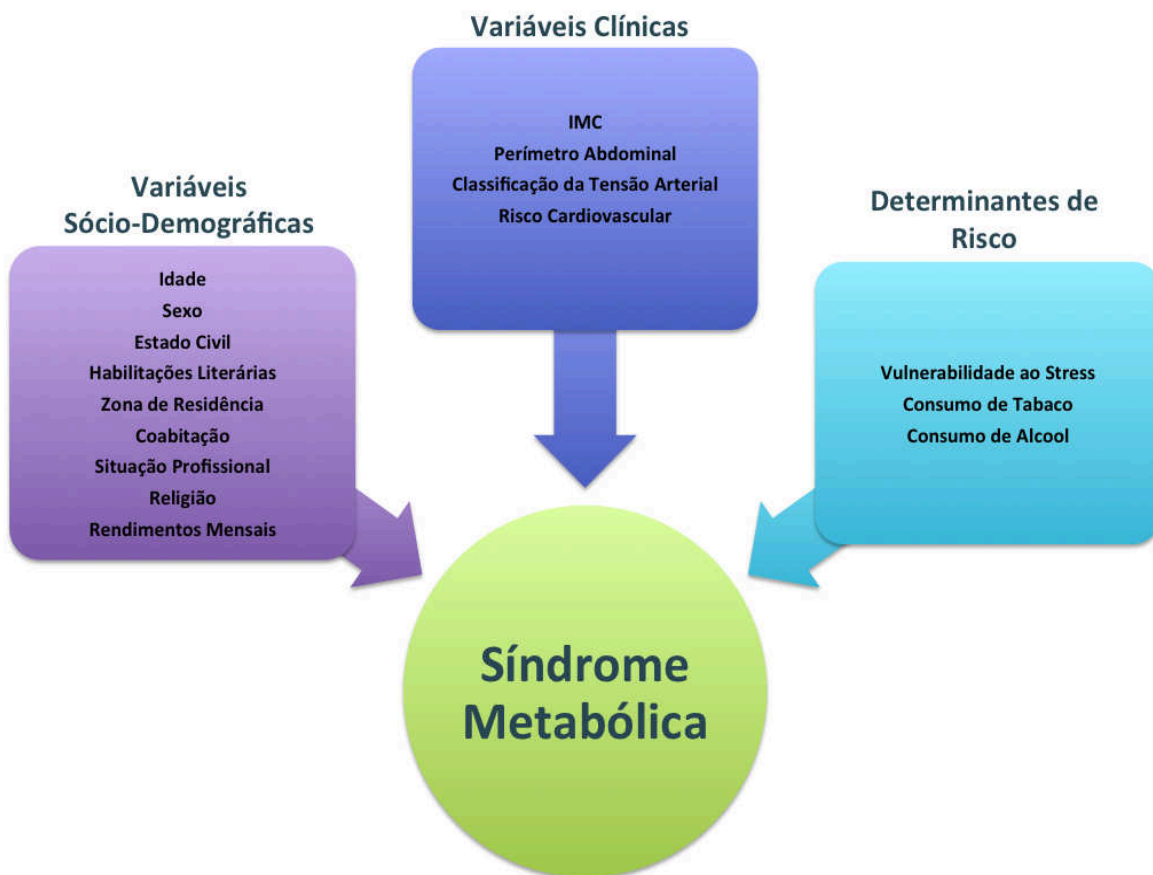 Variáveis Clínicas
IMC
Perímetro Abdominal
Classificação da Tensão Arterial
Risco Cardiovascular
Variáveis
Sócio-Demográficas
Idade
Sexo
Estado Civil
Habilitações Literárias
Zona de Residência
Coabitação
Situação Profissional
Religião
Rendimentos Mensais
Determinantes de
Risco
Vulnerabilidade ao Stress
Consumo de Tabaco
Consumo de Alcool
Síndrome
Metabólica